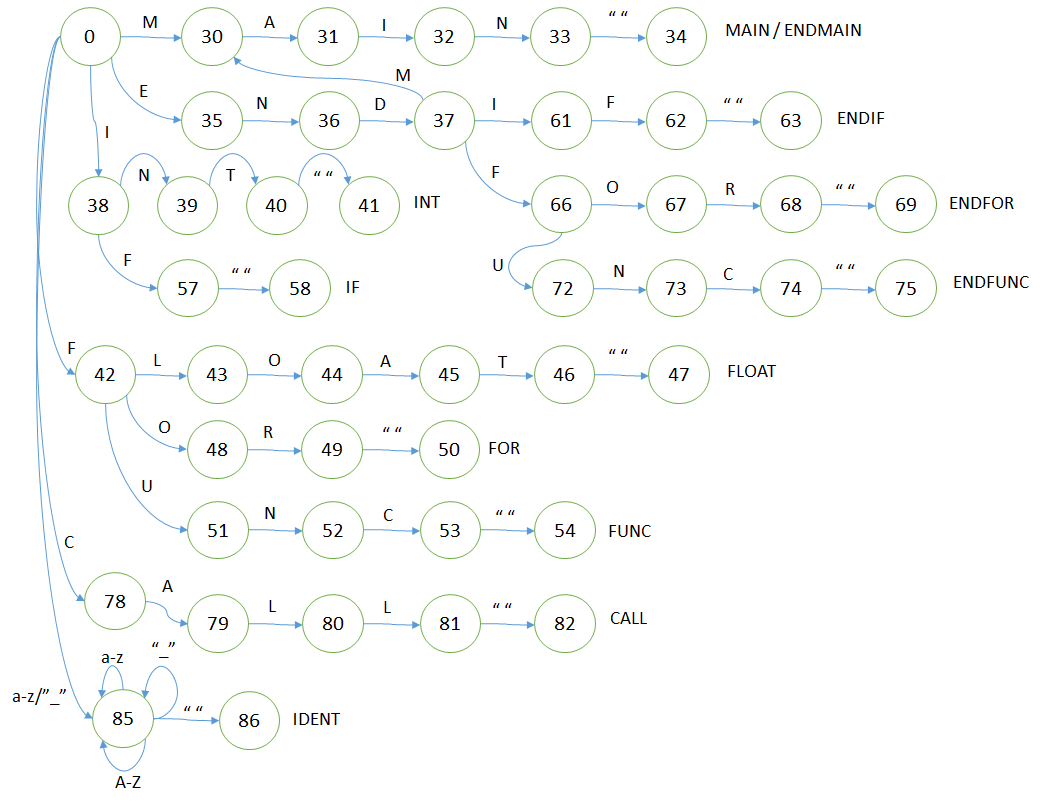 M A I N “ “
0 30 31 32 33 34 MAIN / ENDMAIN
M
E N D I F “ “
35 36 37 61 62 63 ENDIF
I
N T “ “ F O R “ “
38 39 40 41 INT 66 67 68 69 ENDFOR
F “ “ U N C “ “
57 58 IF 72 73 74 75 ENDFUNC
F L O A T “ “
42 43 44 45 46 47 FLOAT
O R “ “
48 49 50 FOR
U N C “ “
51 52 53 54 FUNC
C
78 A L L “ “
79 80 81 82 CALL
a-z “_”
a-z/”_”
85 “ “ 86 IDENT
A-Z